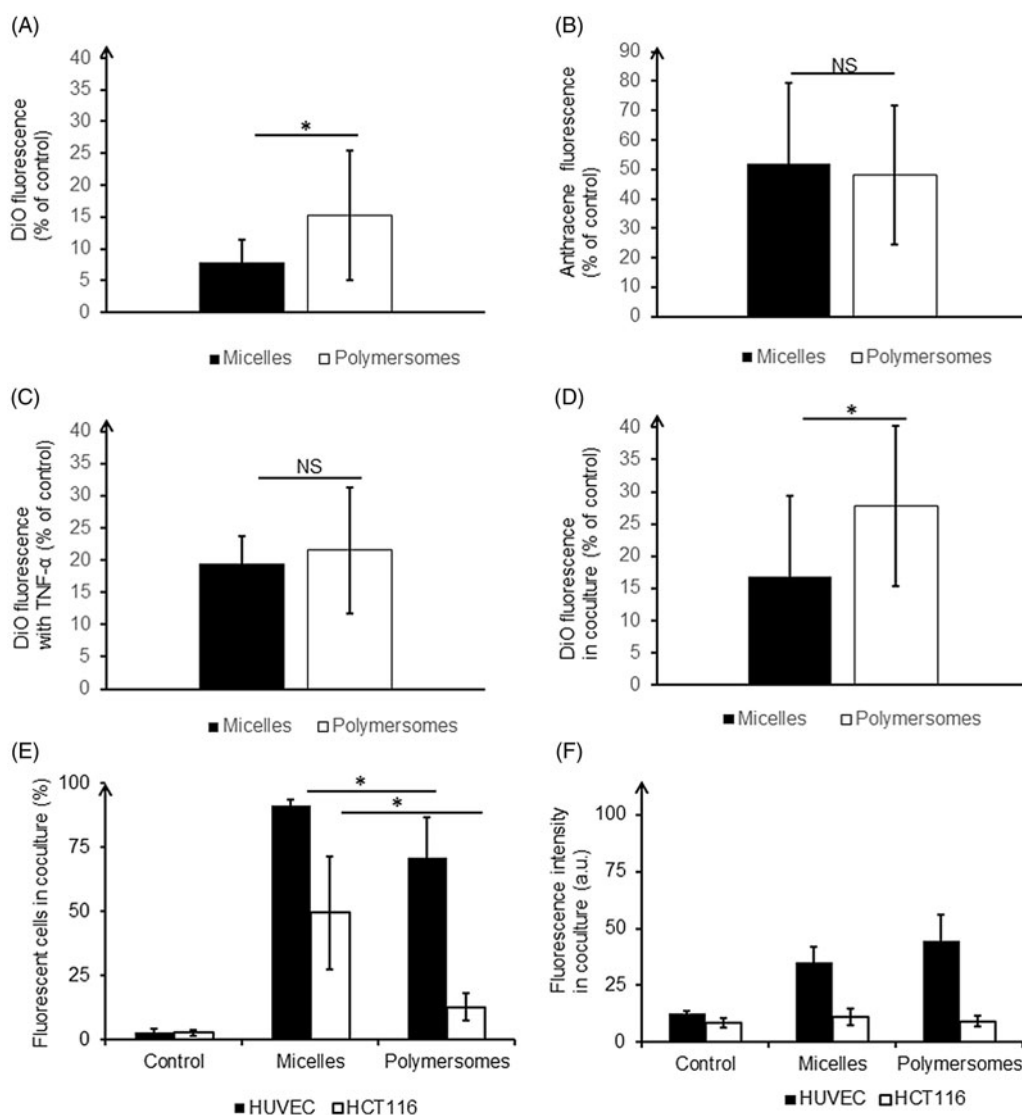 (A)
DiO fluorescence
(% of control)
40
35
30
25
20
15
10
5
0
*
Micelles Polymersomes
(B)
Anthracene fluorescence
(% of control)
90
80
70
60
50
40
30
20
10
0
NS
Micelles Polymersomes
(C)
DiO fluorescence
with TNF-α (% of control)
40
35
30
25
20
15
10
5
0
NS
Micelles Polymersomes
(D)
DiO fluorescence
in coculture (% of control)
40
35
30
25
20
15
10
5
0
*
Micelles Polymersomes
(E)
Fluorescent cells in coculture (%)
100
75
50
25
0
*
*
Control Micelles Polymersomes
HUVEC HCT116
(F)
Fluorescence intensity
in coculture (a.u.)
100
50
25
0
Control Micelles Polymersomes
HUVEC HCT116